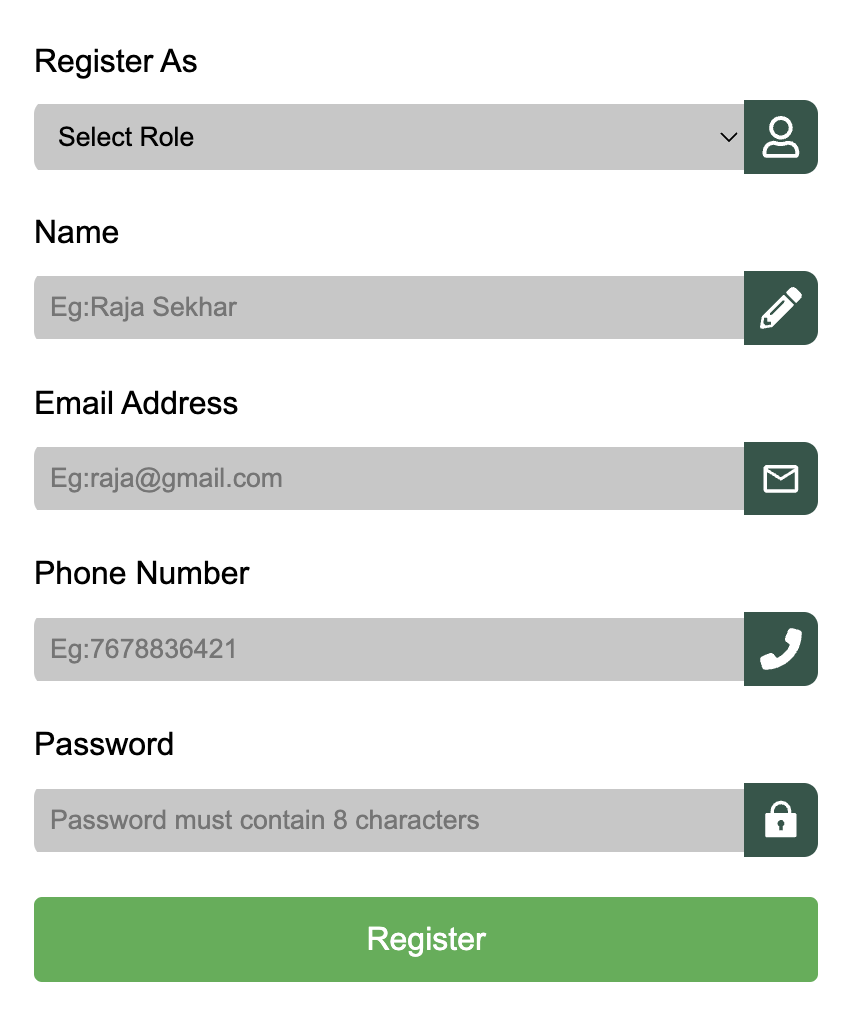 Register As
Select Role
Name
Eg:Raja Sekhar
Email Address
Eg:raja@gmail.com
Phone Number
Eg:7678836421
Password
Password must contain 8 characters
Register